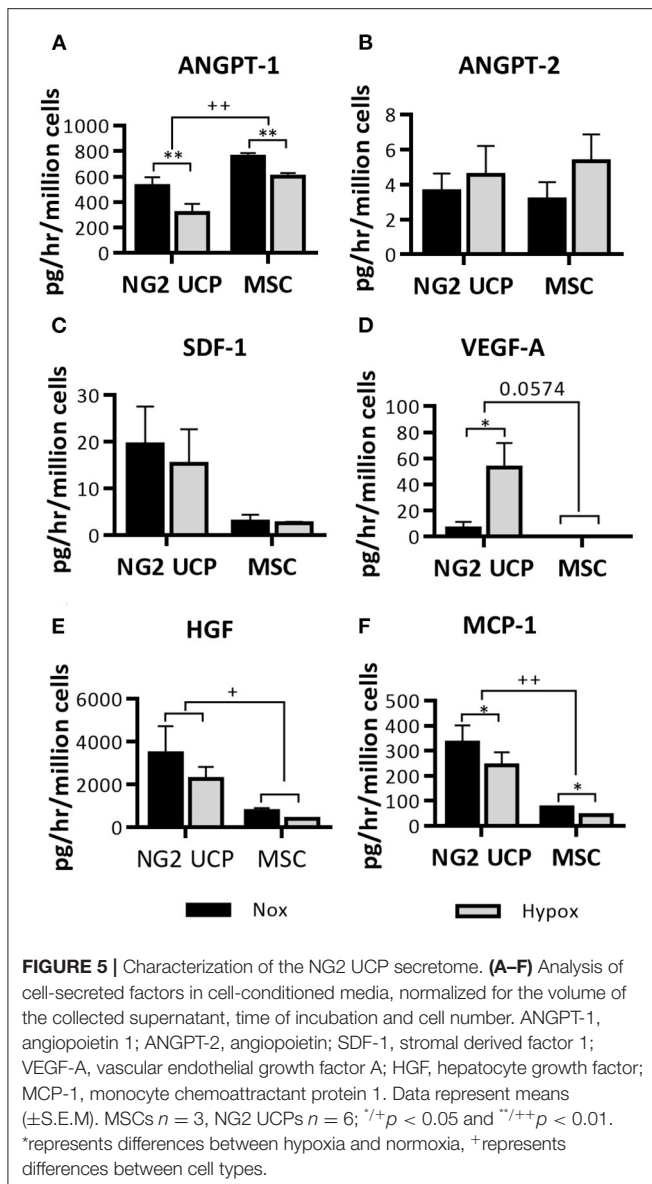 A
ANGPT-1
pg/hr/million cells
1000
800
600
400
200
0
**
++
**
NG2 UCP
MSC
B
ANGPT-2
8
6
4
2
0
NG2 UCP
MSC
C
SDF-1
pg/hr/million cells
30
20
10
0
NG2 UCP
MSC
D
VEGF-A
pg/hr/million cells
100
80
60
40
20
0
*
0.0574
NG2 UCP
MSC
E
HGF
pg/hr/million cells
6000
4000
2000
0
+
NG2 UCP
MSC
F
MCP-1
pg/hr/million cells
500
400
300
200
100
0
*
++
*
NG2 UCP
MSC
Nox
Hypox
FIGURE 5 | Characterization of the NG2 UCP secretome. (A–F) Analysis of
cell-secreted factors in cell-conditioned media, normalized for the volume of
the collected supernatant, time of incubation and cell number. ANGPT-1,
angiopoietin 1; ANGPT-2, angiopoietin; SDF-1, stromal derived factor 1;
VEGF-A, vascular endothelial growth factor A; HGF, hepatocyte growth factor;
MCP-1, monocyte chemoattractant protein 1. Data represent means
(±S.E.M). MSCs n = 3, NG2 UCPs n = 6; */+p < 0.05 and **/++p < 0.01.
*represents differences between hypoxia and normoxia, +represents
differences between cell types.